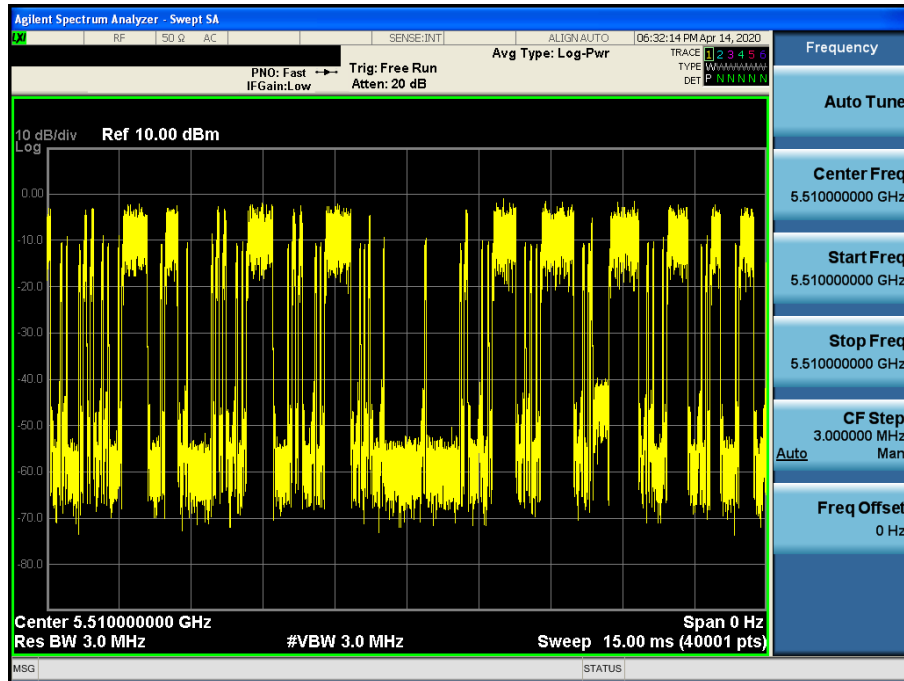 Agilent Spectrum Analyzer - Swept SA
LXI RF 50 Ω AC SENSE:INT ALIGN AUTO 06:32:14 PM Apr 14, 2020
PNO: Fast Trig: Free Run Avg Type: Log-Pwr TRACE 1 2 3 4 5 6
IFGain:Low Atten: 20 dB TYPE WWWWWWW
DET P N N N N N
10 dB/div Ref 10.00 dBm
Log
0.00
-10.0
-20.0
-30.0
-40.0
-50.0
-60.0
-70.0
-80.0
Center 5.510000000 GHz Span 0 Hz
Res BW 3.0 MHz #VBW 3.0 MHz Sweep 15.00 ms (40001 pts)
MSG STATUS
Frequency
Auto Tune
Center Freq
5.510000000 GHz
Start Freq
5.510000000 GHz
Stop Freq
5.510000000 GHz
CF Step
3.000000 MHz
Auto Man
Freq Offset
0 Hz